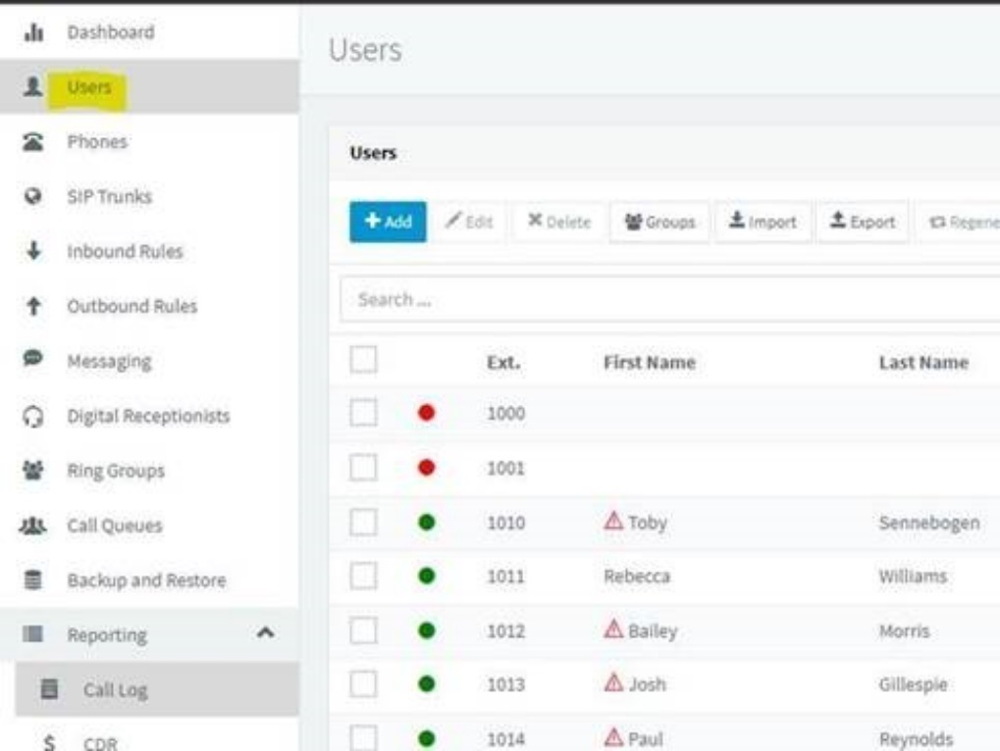 Dashboard
Users
Phones
SIP Trunks
Inbound Rules
Outbound Rules
Messaging
Digital Receptionists
Ring Groups
Call Queues
Backup and Restore
Reporting
Call Log
CDR
Users
Users
Add Edit Delete Groups Import Export Regene
Search ...
Ext. First Name Last Name
1000
1001
1010 Toby Sennebogen
1011 Rebecca Williams
1012 Bailey Morris
1013 Josh Gillespie
1014 Paul Reynolds